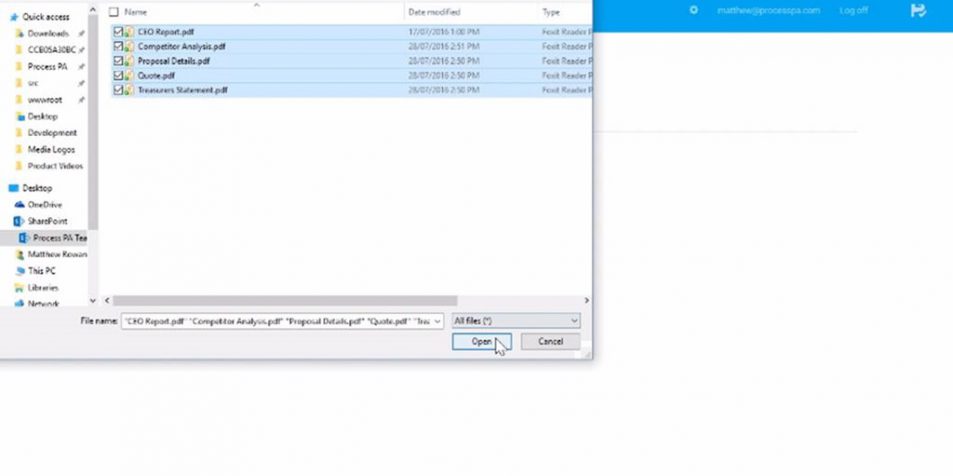 matthew@processpa.com Log off
Quick access
Name Date modified Type
Downloads
CEO Report.pdf 17/07/2016 1:00 PM Foxit Reader P
CCB05A30BC
Competitor Analysis.pdf 28/07/2016 2:51 PM Foxit Reader P
Process PA
Proposal Details.pdf 28/07/2016 2:50 PM Foxit Reader P
src
Quote.pdf 28/07/2016 2:50 PM Foxit Reader P
wwwroot
Treasurers Statement.pdf 28/07/2016 2:50 PM Foxit Reader P
Desktop
Development
Media Logos
Product Videos
Desktop
OneDrive
SharePoint
Process PA Tea
Matthew Rowan
This PC
Libraries
Network
File name: "CEO Report.pdf" "Competitor Analysis.pdf" "Proposal Details.pdf" "Quote.pdf" "Trea All files (*)
Open Cancel